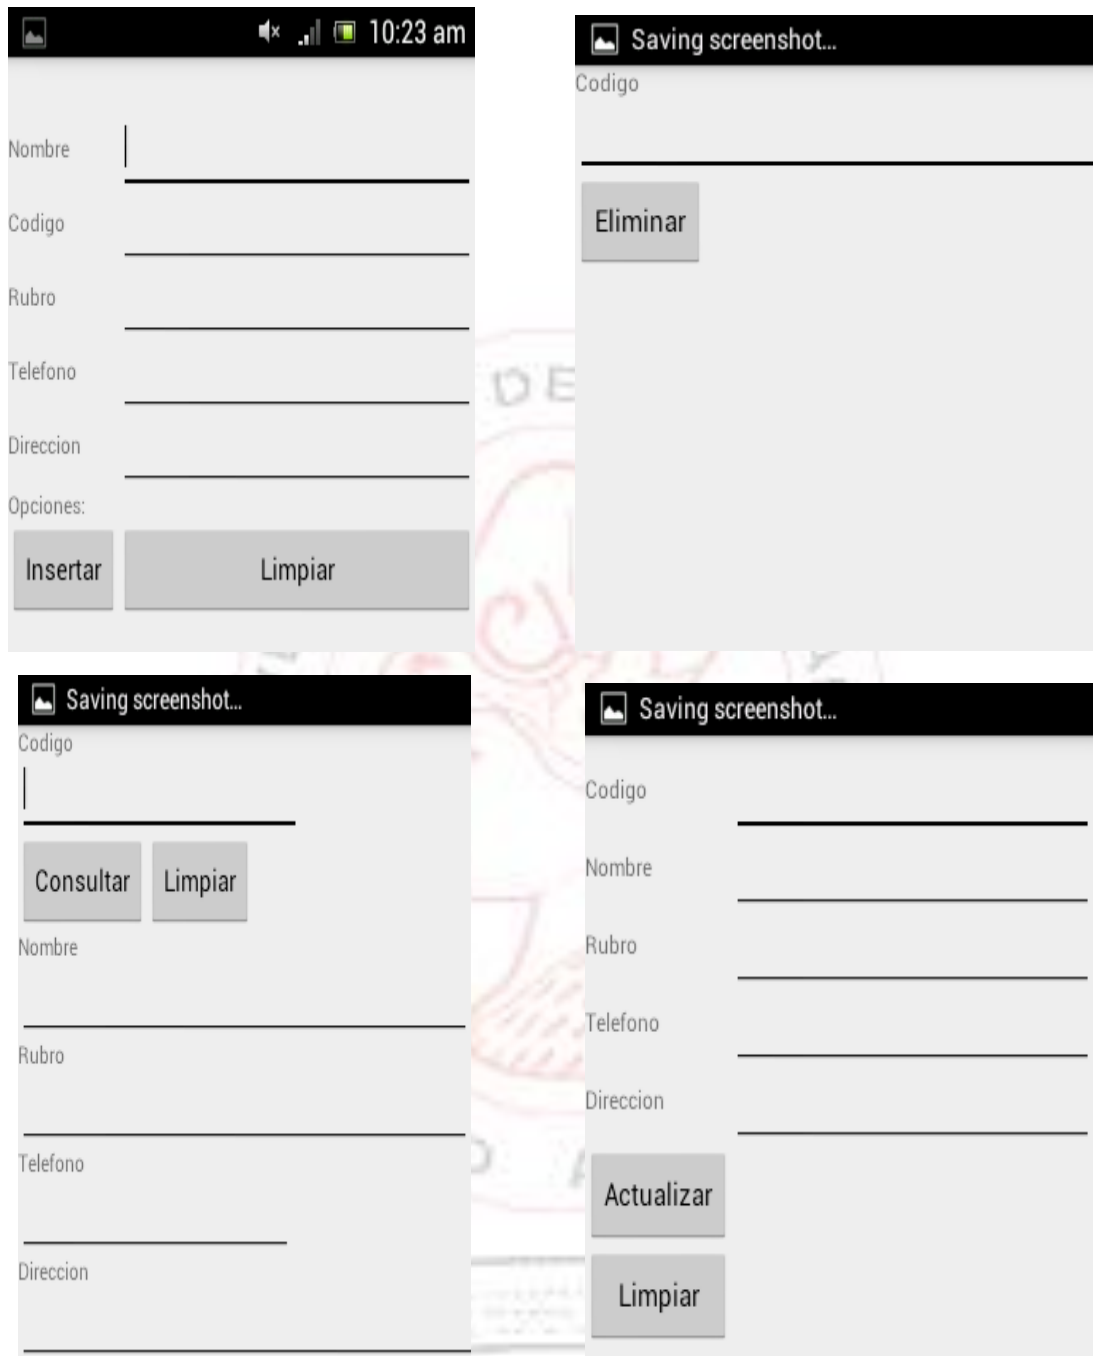 10:23 am
Nombre
Codigo
Rubro
Telefono
Direccion
Opciones:
Insertar Limpiar
Saving screenshot...
Codigo
Eliminar
DE
Saving screenshot...
Codigo
Consultar Limpiar
Nombre
Rubro
Telefono
Direccion
Saving screenshot...
Codigo
Nombre
Rubro
Telefono
Direccion
Actualizar
Limpiar